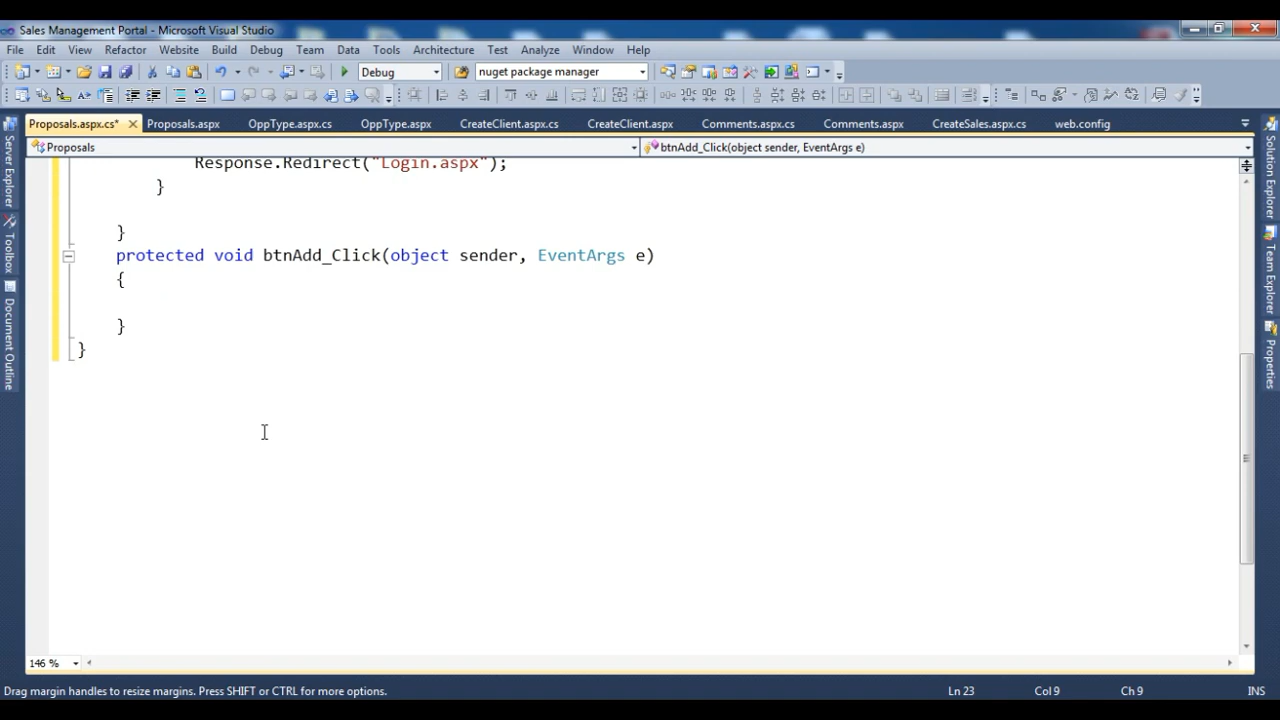 Sales Management Portal - Microsoft Visual Studio
File Edit View Refactor Website Build Debug Team Data Tools Architecture Test Analyze Window Help
Debug nuget package manager
Proposals.aspx.cs* Proposals.aspx OppType.aspx.cs OppType.aspx CreateClient.aspx.cs CreateClient.aspx Comments.aspx.cs Comments.aspx CreateSales.aspx.cs web.config
Proposals btnAdd_Click(object sender, EventArgs e)
Response.Redirect("Login.aspx");
}
}
protected void btnAdd_Click(object sender, EventArgs e)
{
}
}
Server Explorer
Toolbox
Document Outline
Solution Explorer
Team Explorer
Properties
146 %
Drag margin handles to resize margins. Press SHIFT or CTRL for more options. Ln 23 Col 9 Ch 9 INS